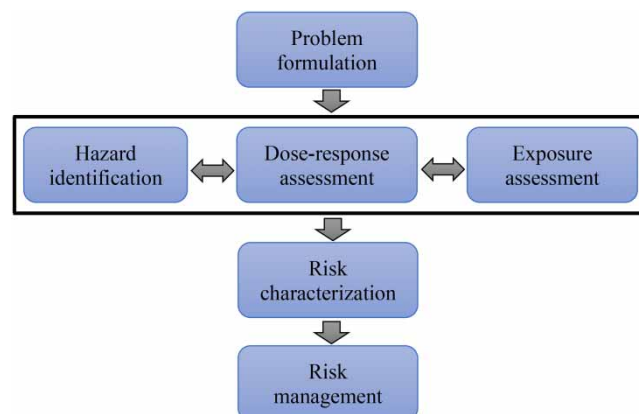 Problem
formulation
Hazard
identification
Dose-response
assessment
Exposure
assessment
Risk
characterization
Risk
management